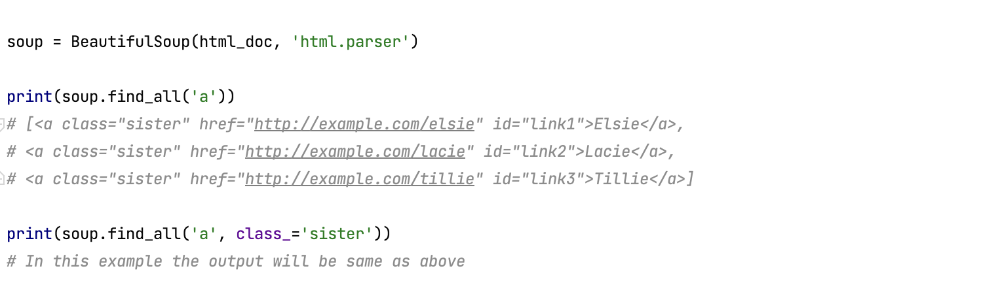 soup = BeautifulSoup(html_doc, 'html.parser')
print(soup.find_all('a'))
# [<a class="sister" href="http://example.com/elsie" id="link1">Elsie</a>,
# <a class="sister" href="http://example.com/lacie" id="link2">Lacie</a>,
# <a class="sister" href="http://example.com/tillie" id="link3">Tillie</a>]
print(soup.find_all('a', class_='sister'))
# In this example the output will be same as above